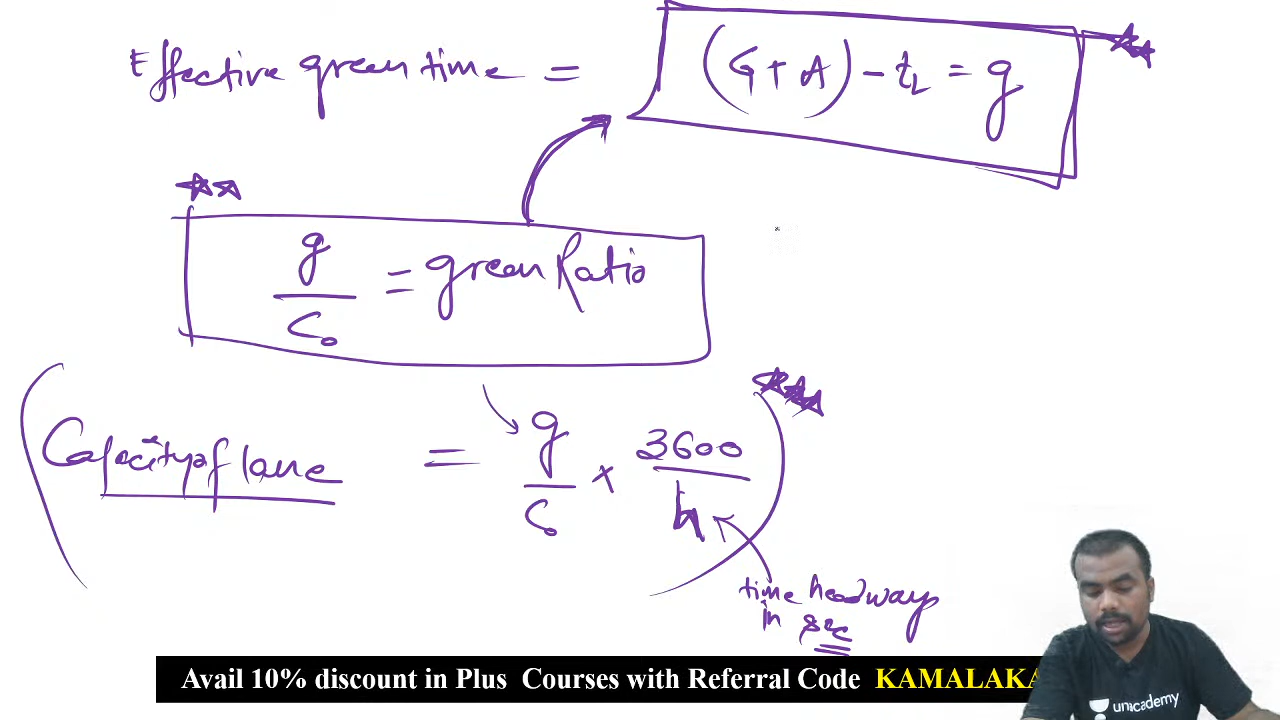 Effective green time = (G+A) - tL = g
g/C₀ = green Ratio
Capacity of lane = g/C₀ × 3600/h
time headway
in sec
Avail 10% discount in Plus Courses with Referral Code KAMALAKA
unacademy